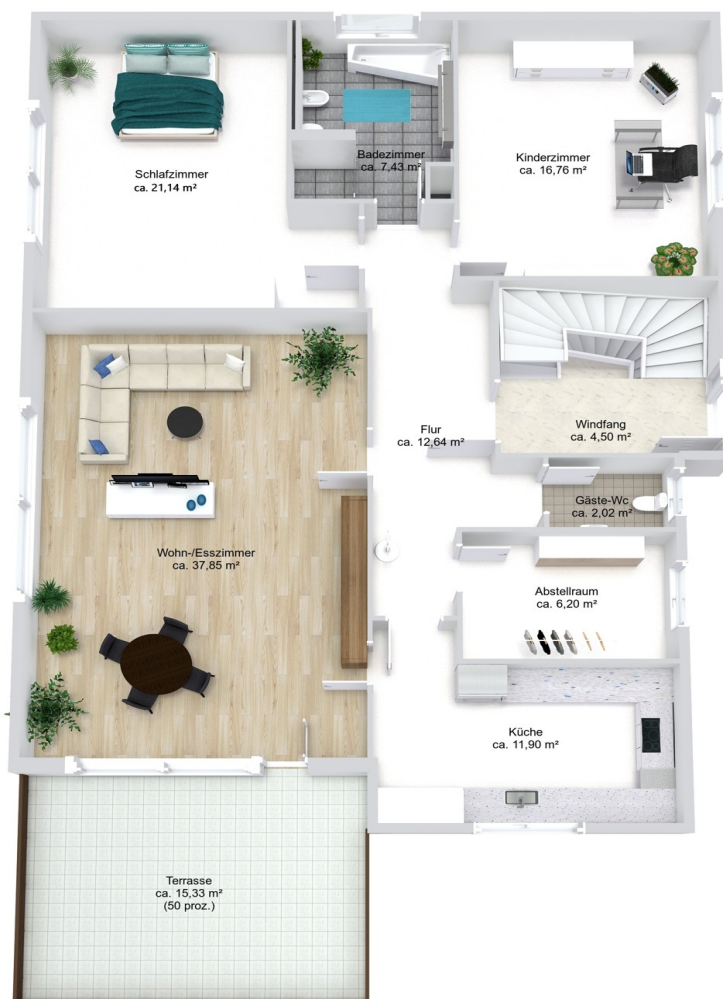 Schlafzimmer
ca. 21,14 m²
Badezimmer
ca. 7,43 m²
Kinderzimmer
ca. 16,76 m²
Flur
ca. 12,64 m²
Windfang
ca. 4,50 m²
Gäste-Wc
ca. 2,02 m²
Wohn-/Esszimmer
ca. 37,85 m²
Abstellraum
ca. 6,20 m²
Küche
ca. 11,90 m²
Terrasse
ca. 15,33 m²
(50 proz.)